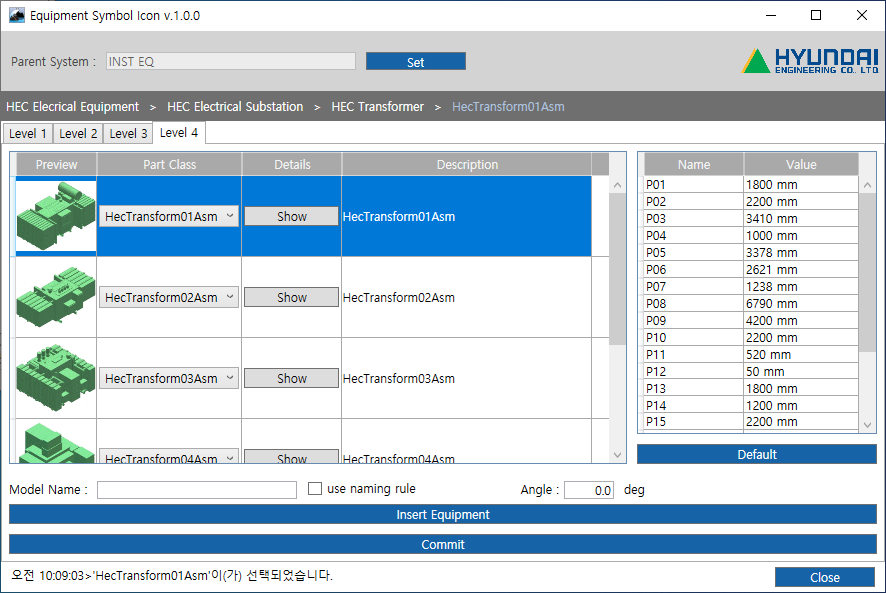 Equipment Symbol Icon v.1.0.0
Parent System : INST EQ Set
HYUNDAI
ENGINEERING CO., LTD.
HEC Electrical Equipment > HEC Electrical Substation > HEC Transformer > HecTransform01Asm
Level 1 Level 2 Level 3 Level 4
Preview Part Class Details Description
HecTransform01Asm Show HecTransform01Asm
HecTransform02Asm Show HecTransform02Asm
HecTransform03Asm Show HecTransform03Asm
HecTransform04Asm Show HecTransform04Asm
Name Value
P01 1800 mm
P02 2200 mm
P03 3410 mm
P04 1000 mm
P05 3378 mm
P06 2621 mm
P07 1238 mm
P08 6790 mm
P09 4200 mm
P10 2200 mm
P11 520 mm
P12 50 mm
P13 1800 mm
P14 1200 mm
P15 2200 mm
Default
Model Name : use naming rule Angle : 0.0 deg
Insert Equipment
Commit
오전 10:09:03>'HecTransform01Asm'이(가) 선택되었습니다.
Close